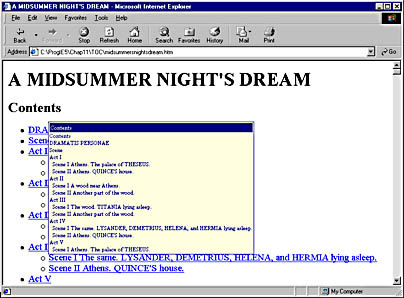 A MIDSUMMER NIGHT'S DREAM - Microsoft Internet Explorer
File Edit View Favorites Tools Help
Back Forward Stop Refresh Home Search Favorites History Mail Print
Address C:\ProgIE5\Chap11\TOC\midsummernightsdream.htm Go
A MIDSUMMER NIGHT'S DREAM
Contents
DRA
Scen
Act I
Act I
Act I
Act I
Contents
Contents
DRAMATIS PERSONAE
Scene
Act I
Scene I Athens. The palace of THESEUS.
Scene II Athens. QUINCE'S house.
Act II
Scene I A wood near Athens.
Scene II Another part of the wood.
Act III
Scene I The wood. TITANIA lying asleep.
Scene II Another part of the wood.
Act IV
Scene I The same. LYSANDER, DEMETRIUS, HELENA, and HERMIA lying asleep.
Scene II Athens. QUINCE'S house.
Act V
Scene I Athens. The palace of THESEUS.
Scene I The same. LYSANDER, DEMETRIUS, HELENA, and HERMIA lying asleep.
Scene II Athens. QUINCE'S house.
Act V
My Computer